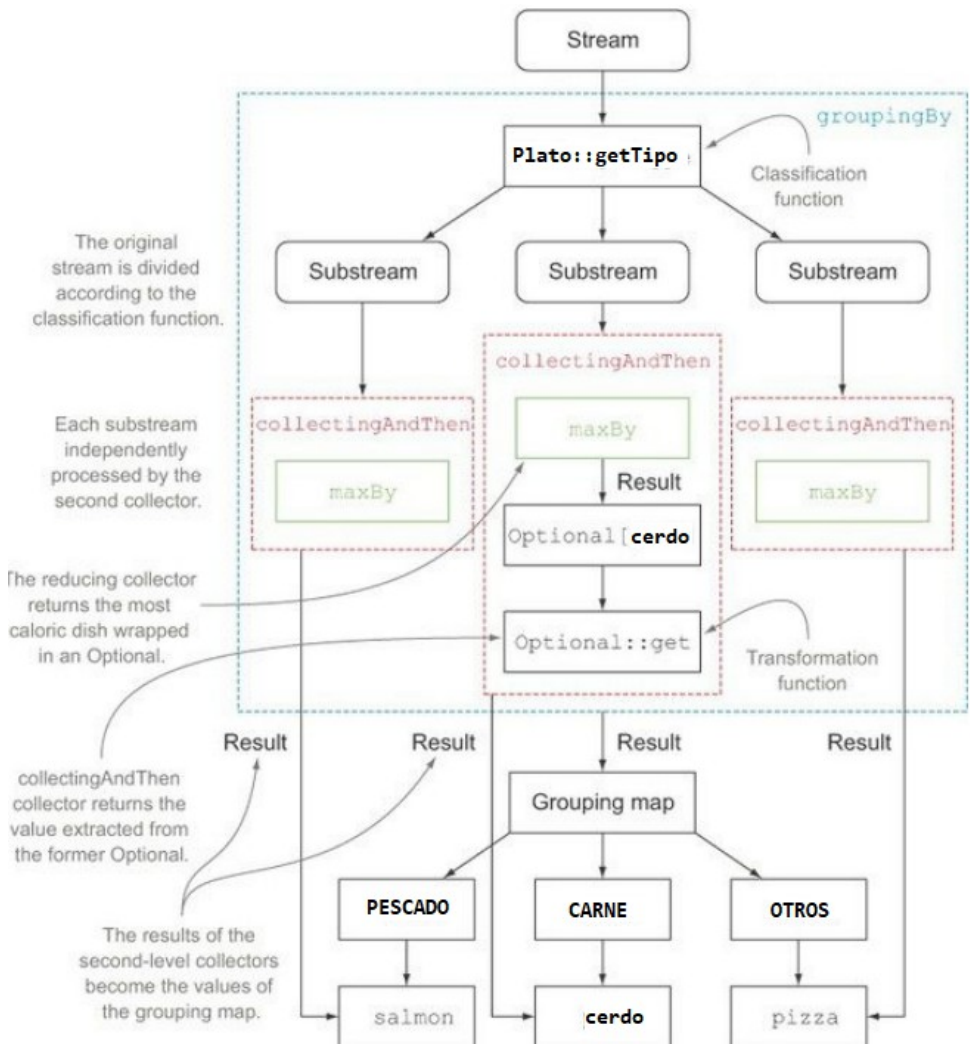 Stream
groupingBy
Plato::getTipo
Classification
function
The original
stream is divided
according to the
classification function.
Substream
Substream
Substream
collectingAndThen
maxBy
Result
Optional[cerdo
Optional::get
Transformation
function
collectingAndThen
maxBy
collectingAndThen
maxBy
Each substream
independently
processed by the
second collector.
The reducing collector
returns the most
caloric dish wrapped
in an Optional.
Result
Result
Result
Result
collectingAndThen
collector returns the
value extracted from
the former Optional.
Grouping map
PESCADO
CARNE
OTROS
The results of the
second-level collectors
become the values of
the grouping map.
salmon
cerdo
pizza